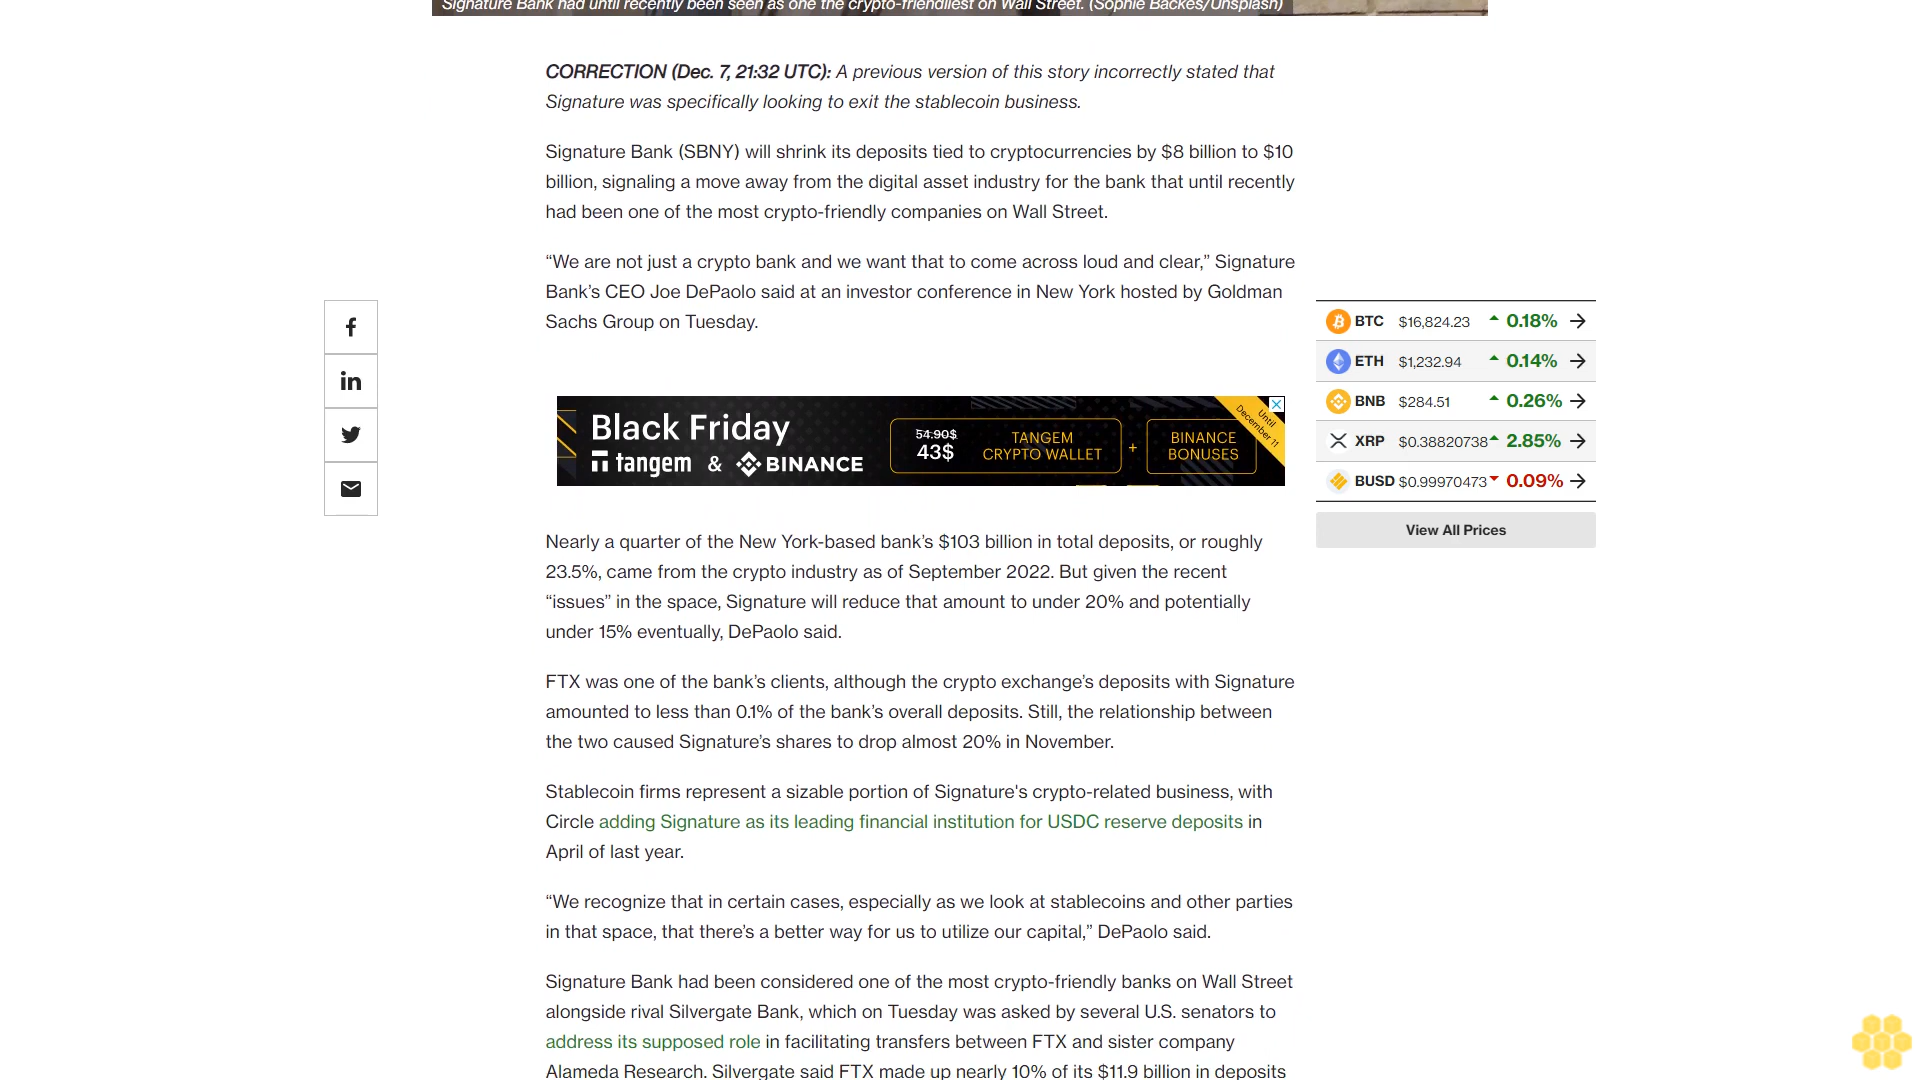 Signature Bank had until recently been seen as one the crypto-friendliest on Wall Street. (Sophie Backes/Unsplash)
CORRECTION (Dec. 7, 21:32 UTC): A previous version of this story incorrectly stated that
Signature was specifically looking to exit the stablecoin business.
Signature Bank (SBNY) will shrink its deposits tied to cryptocurrencies by $8 billion to $10
billion, signaling a move away from the digital asset industry for the bank that until recently
had been one of the most crypto-friendly companies on Wall Street.
“We are not just a crypto bank and we want that to come across loud and clear,” Signature
Bank’s CEO Joe DePaolo said at an investor conference in New York hosted by Goldman
Sachs Group on Tuesday.
f
in
BTC $16,824.23 0.18%
ETH $1,232.94 0.14%
BNB $284.51 0.26%
XRP $0.38820738 2.85%
BUSD $0.99970473 0.09%
View All Prices
Black Friday
tangem & BINANCE
54.90$
43$
TANGEM
CRYPTO WALLET
+
BINANCE
BONUSES
Until
December 11
Nearly a quarter of the New York-based bank’s $103 billion in total deposits, or roughly
23.5%, came from the crypto industry as of September 2022. But given the recent
“issues” in the space, Signature will reduce that amount to under 20% and potentially
under 15% eventually, DePaolo said.
FTX was one of the bank’s clients, although the crypto exchange’s deposits with Signature
amounted to less than 0.1% of the bank’s overall deposits. Still, the relationship between
the two caused Signature’s shares to drop almost 20% in November.
Stablecoin firms represent a sizable portion of Signature's crypto-related business, with
Circle adding Signature as its leading financial institution for USDC reserve deposits in
April of last year.
“We recognize that in certain cases, especially as we look at stablecoins and other parties
in that space, that there’s a better way for us to utilize our capital,” DePaolo said.
Signature Bank had been considered one of the most crypto-friendly banks on Wall Street
alongside rival Silvergate Bank, which on Tuesday was asked by several U.S. senators to
address its supposed role in facilitating transfers between FTX and sister company
Alameda Research. Silvergate said FTX made up nearly 10% of its $11.9 billion in deposits